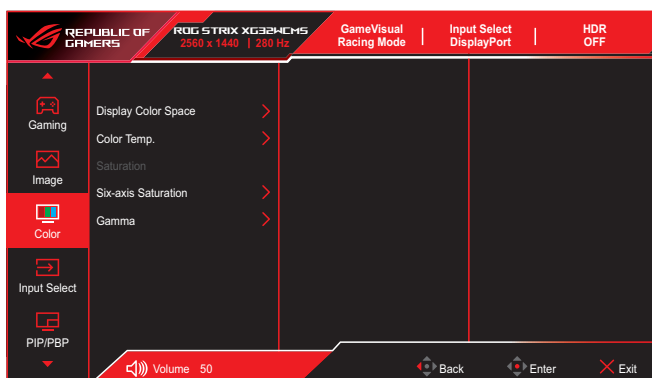 REPUBLIC OF
GAMERS
ROG STRIX XG32WCMS
2560 x 1440 | 280 Hz
GameVisual
Racing Mode
Input Select
DisplayPort
HDR
OFF
Gaming
Image
Color
Input Select
PIP/PBP
Display Color Space
Color Temp.
Saturation
Six-axis Saturation
Gamma
Volume 50
Back
Enter
Exit